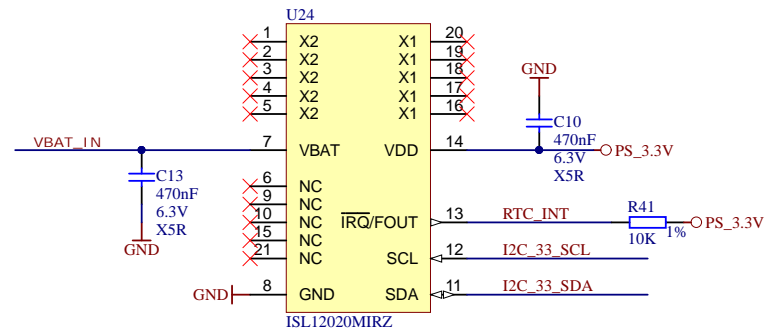 U24
1 X2 X1 20
2 X2 X1 19
3 X2 X1 18
4 X2 X1 17
5 X2 X1 16
GND
C10
470nF
6.3V
X5R
VBAT_IN 7 VBAT VDD 14 PS_3.3V
C13
470nF
6.3V
X5R
GND
6 NC
9 NC
10 NC
15 NC
21 NC
IRQ/FOUT 13 RTC_INT R41 10K 1% PS_3.3V
SCL 12 I2C_33_SCL
GND 8 GND SDA 11 I2C_33_SDA
ISL12020MIRZ